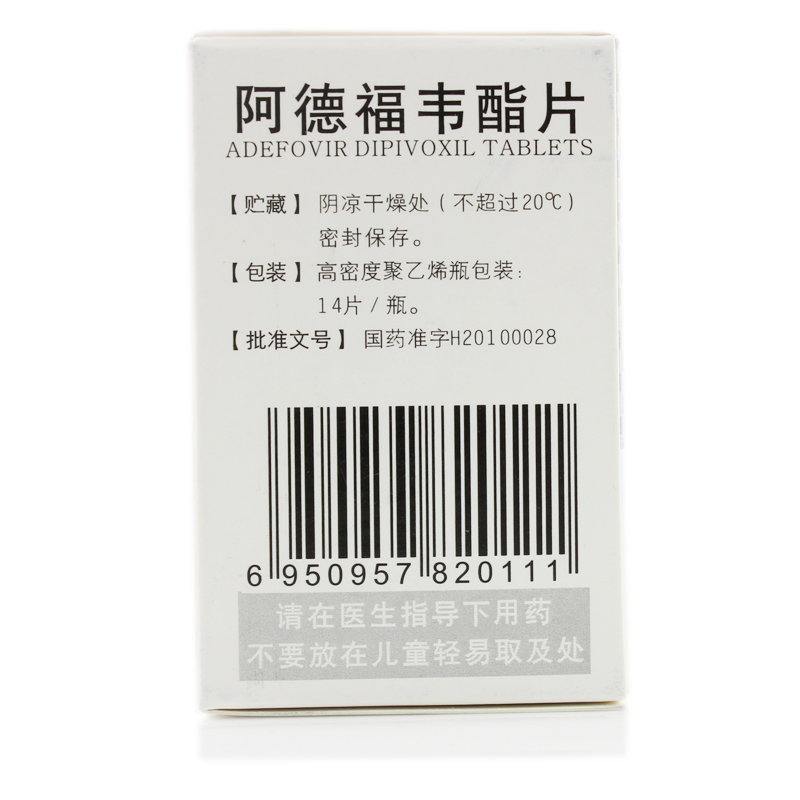 阿德福韦酯片
ADEFOVIR DIPIVOXIL TABLETS
【贮藏】阴凉干燥处(不超过20℃)
密封保存。
【包装】高密度聚乙烯瓶包装:
14片/瓶。
【批准文号】国药准字H20100028
6 950957 820111
请在医生指导下用药
不要放在儿童轻易取及处